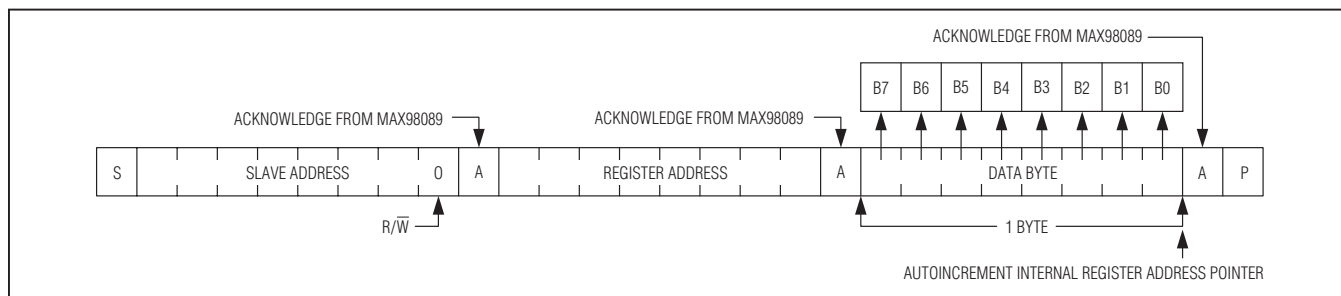 ACKNOWLEDGE FROM MAX98089
B7 B6 B5 B4 B3 B2 B1 B0
ACKNOWLEDGE FROM MAX98089 ACKNOWLEDGE FROM MAX98089
S SLAVE ADDRESS 0 A REGISTER ADDRESS A DATA BYTE A P
R/W̅ 1 BYTE
AUTOINCREMENT INTERNAL REGISTER ADDRESS POINTER